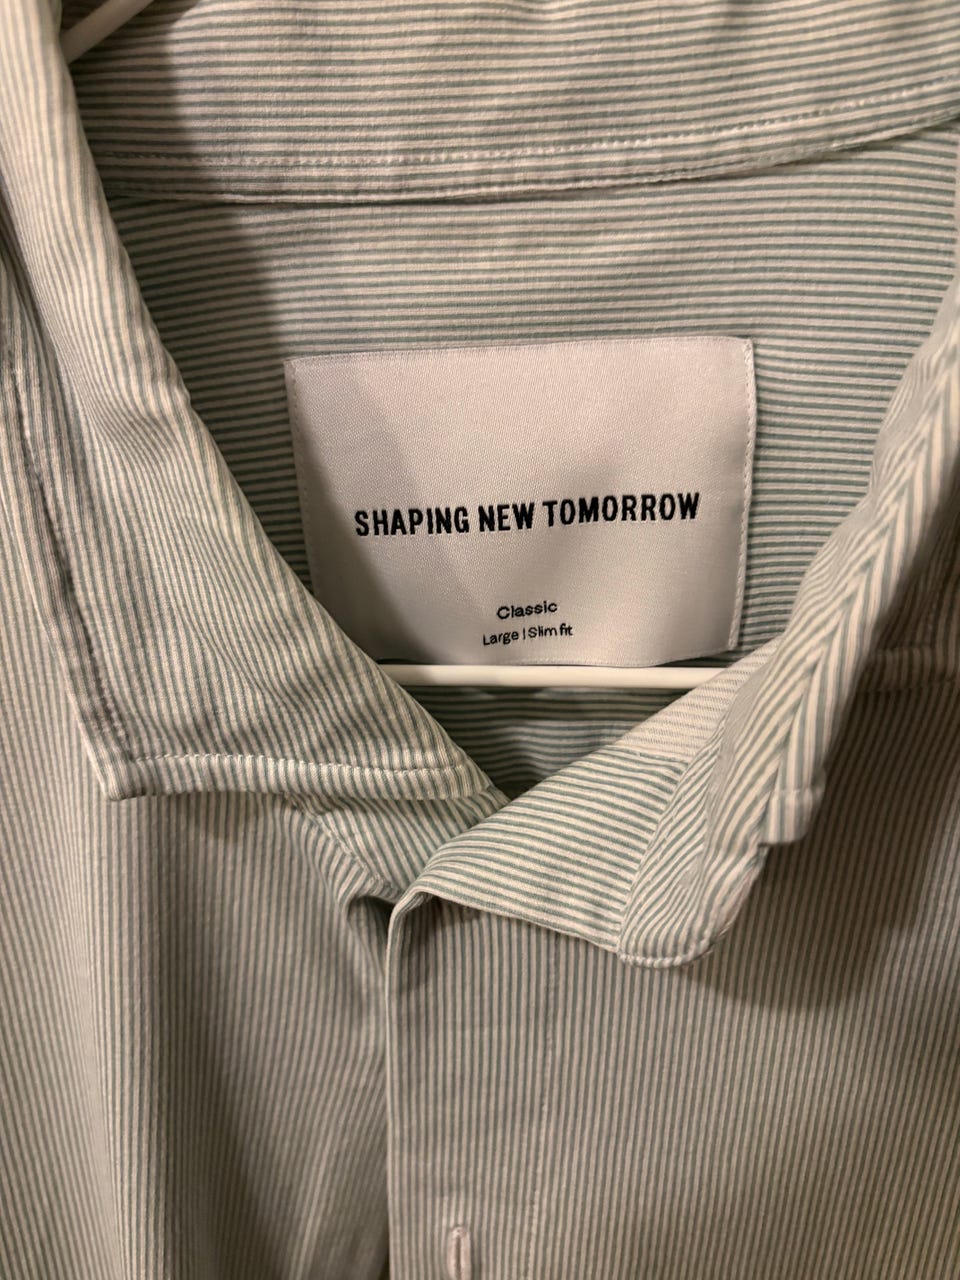 SHAPING NEW TOMORROW
Classic
Large | Slim fit